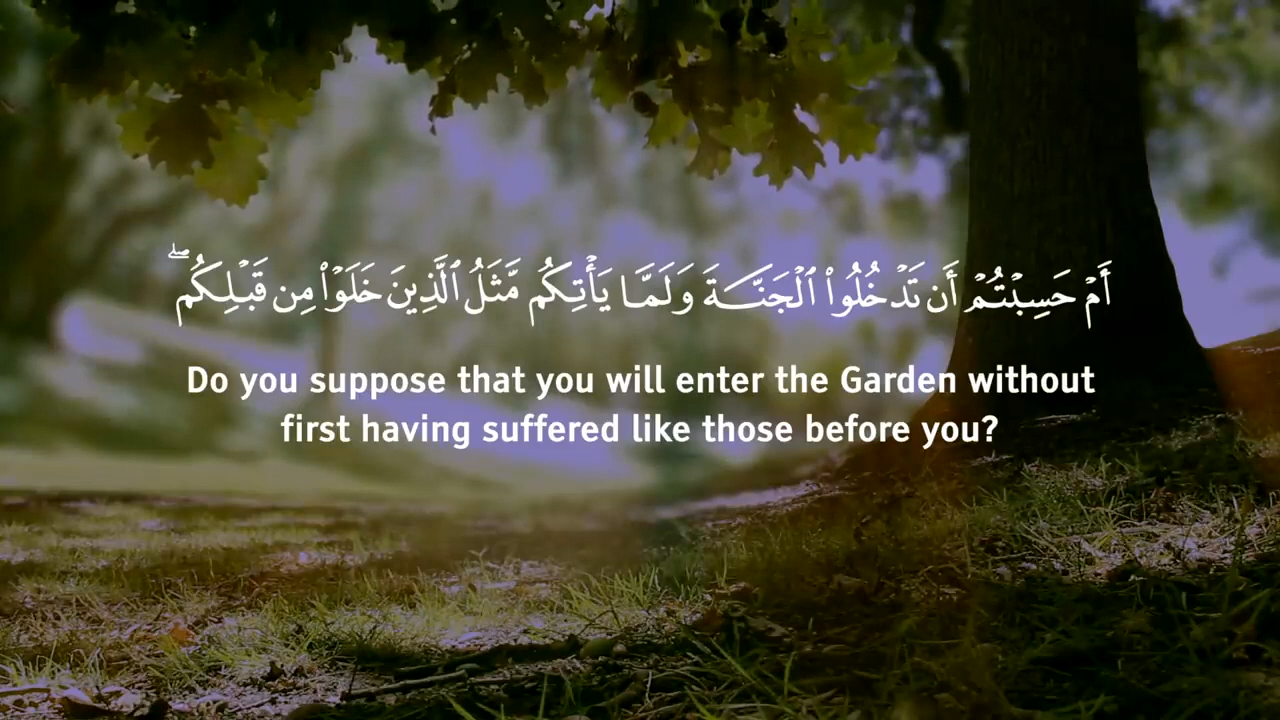 أَمْ حَسِبْتُمْ أَن تَدْخُلُوا۟ ٱلْجَنَّةَ وَلَمَّا يَأْتِكُم مَّثَلُ ٱلَّذِينَ خَلَوْا۟ مِن قَبْلِكُم ۖ
Do you suppose that you will enter the Garden without
first having suffered like those before you?